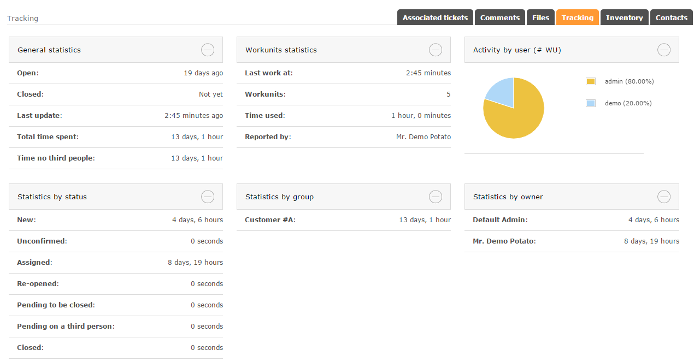 Tracking
Associated tickets Comments Files Tracking Inventory Contacts
General statistics
Open: 19 days ago
Closed: Not yet
Last update: 2:45 minutes ago
Total time spent: 13 days, 1 hour
Time no third people: 13 days, 1 hour
Workunits statistics
Last work at: 2:45 minutes
Workunits: 5
Time used: 1 hour, 0 minutes
Reported by: Mr. Demo Potato
Activity by user (# WU)
admin (80.00%)
demo (20.00%)
Statistics by status
New: 4 days, 6 hours
Unconfirmed: 0 seconds
Assigned: 8 days, 19 hours
Re-opened: 0 seconds
Pending to be closed: 0 seconds
Pending on a third person: 0 seconds
Closed: 0 seconds
Statistics by group
Customer #A: 13 days, 1 hour
Statistics by owner
Default Admin: 4 days, 6 hours
Mr. Demo Potato: 8 days, 19 hours